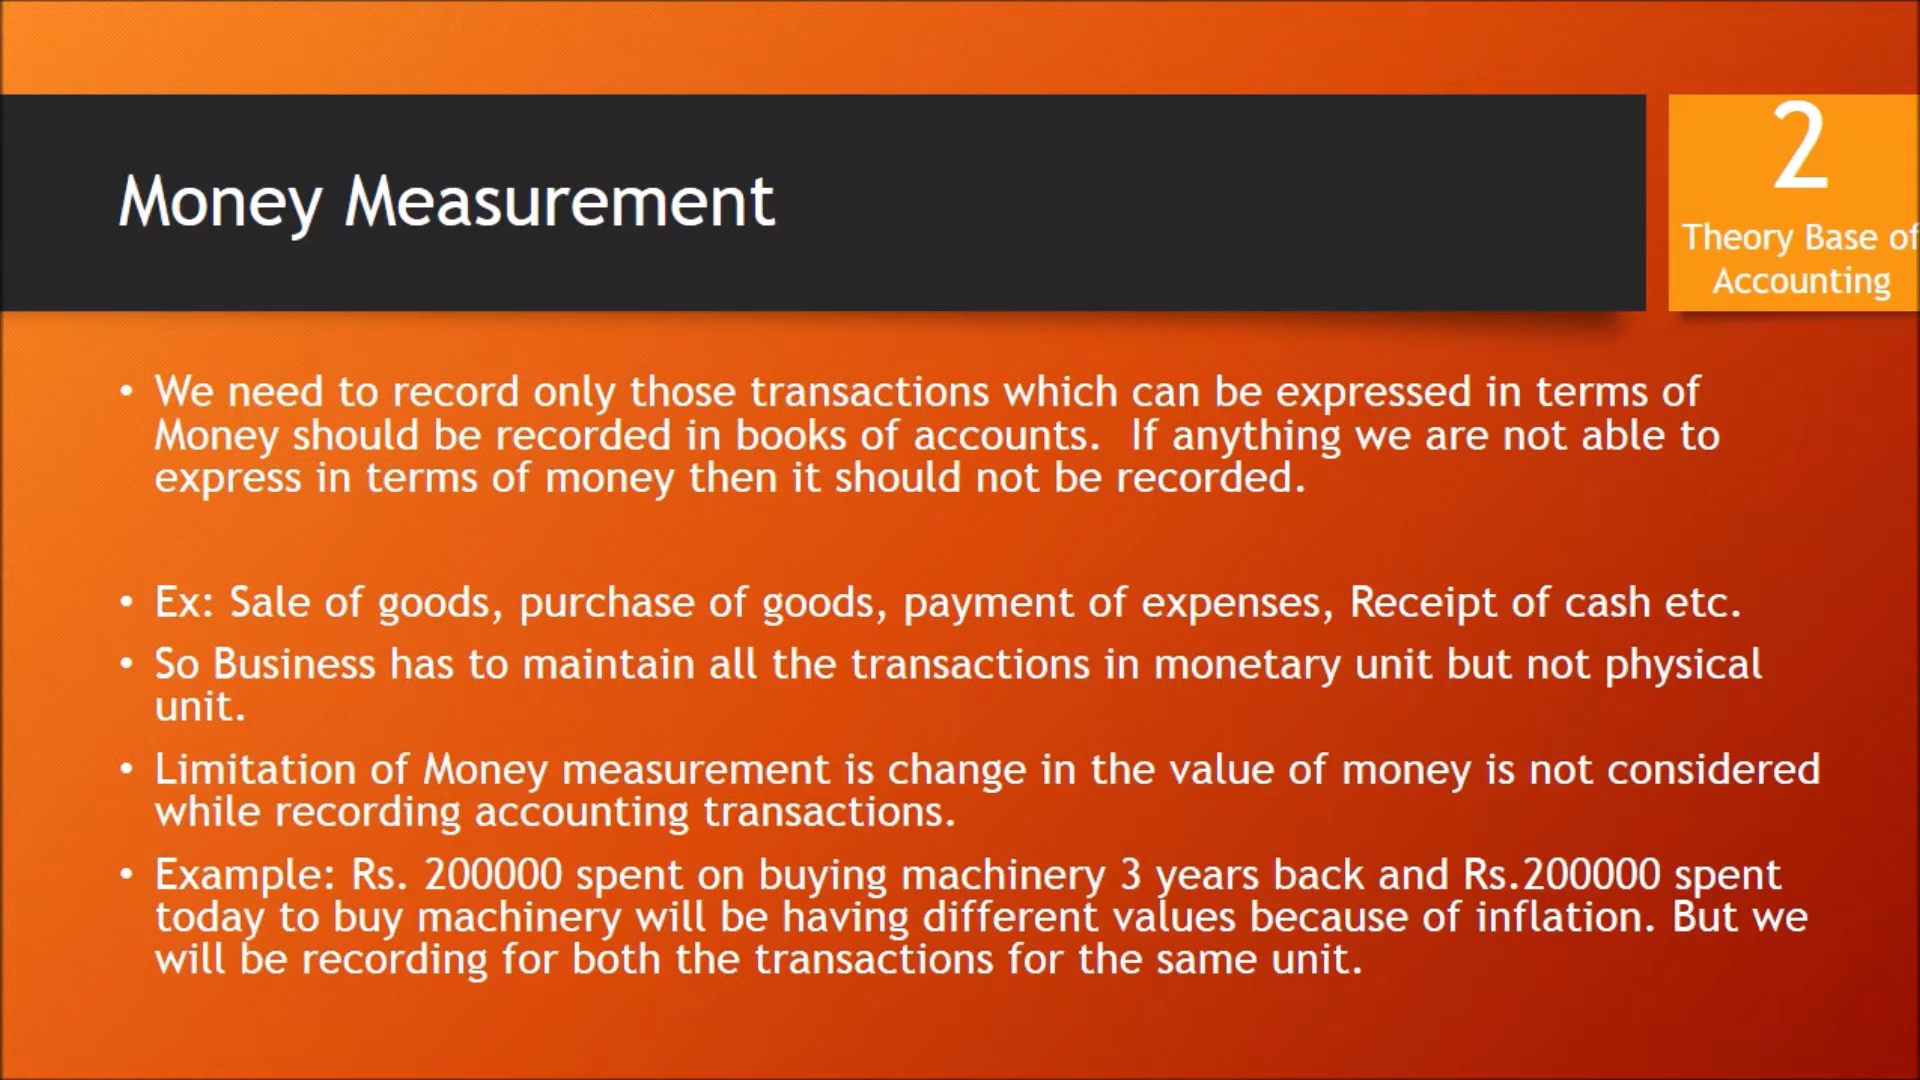 Money Measurement
2
Theory Base of
Accounting
• We need to record only those transactions which can be expressed in terms of
Money should be recorded in books of accounts.  If anything we are not able to
express in terms of money then it should not be recorded.
• Ex: Sale of goods, purchase of goods, payment of expenses, Receipt of cash etc.
• So Business has to maintain all the transactions in monetary unit but not physical
unit.
• Limitation of Money measurement is change in the value of money is not considered
while recording accounting transactions.
• Example: Rs. 200000 spent on buying machinery 3 years back and Rs.200000 spent
today to buy machinery will be having different values because of inflation. But we
will be recording for both the transactions for the same unit.